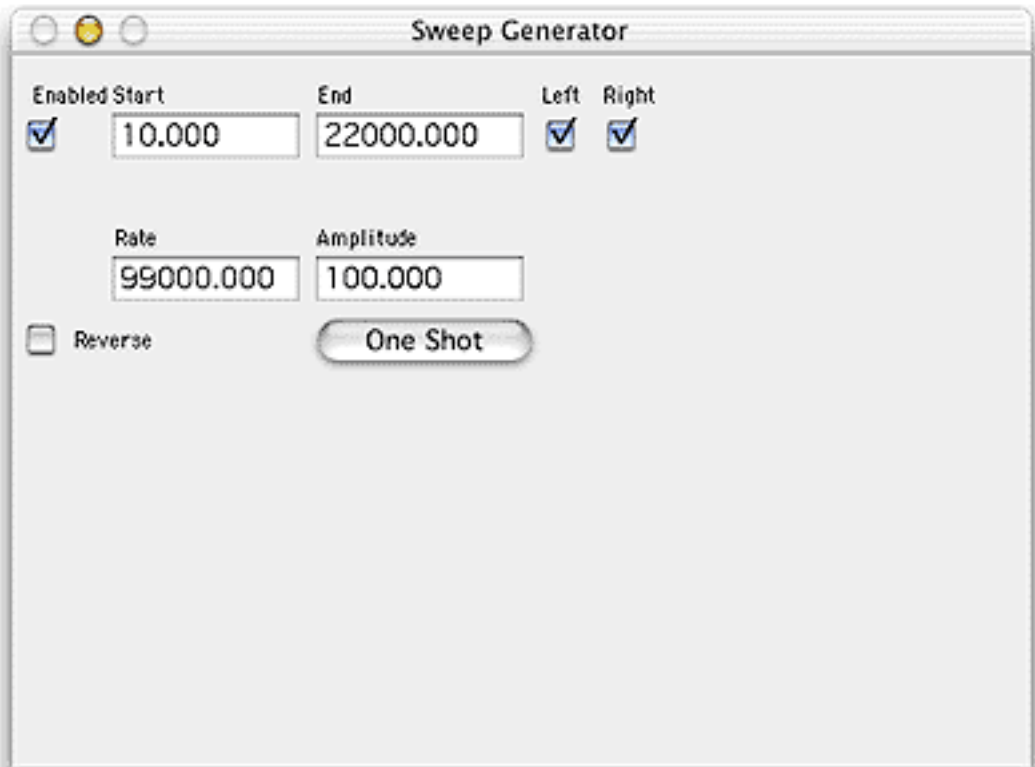 Sweep Generator
Enabled Start End Left Right
10.000 22000.000
Rate Amplitude
99000.000 100.000
Reverse One Shot